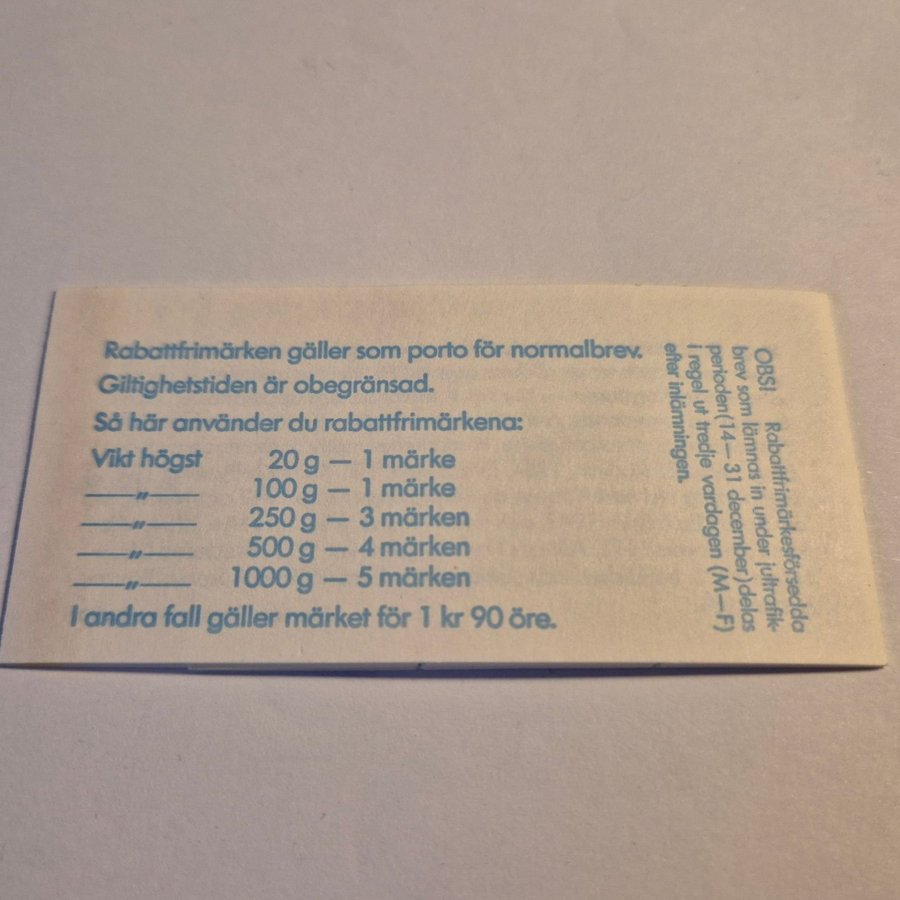 Rabattfrimärken gäller som porto för normalbrev.
Giltighetstiden är obegränsad.
Så här använder du rabattfrimärkena:
Vikt högst 20 g — 1 märke
—„— 100 g — 1 märke
—„— 250 g — 3 märken
—„— 500 g — 4 märken
—„— 1000 g — 5 märken
I andra fall gäller märket för 1 kr 90 öre.
OBS! Rabattfrimärkesförsedda
brev som lämnas in under jultrafik-
perioden (14—31 december) delas
i regel ut tredje vardagen (M—F)
efter inlämningen.